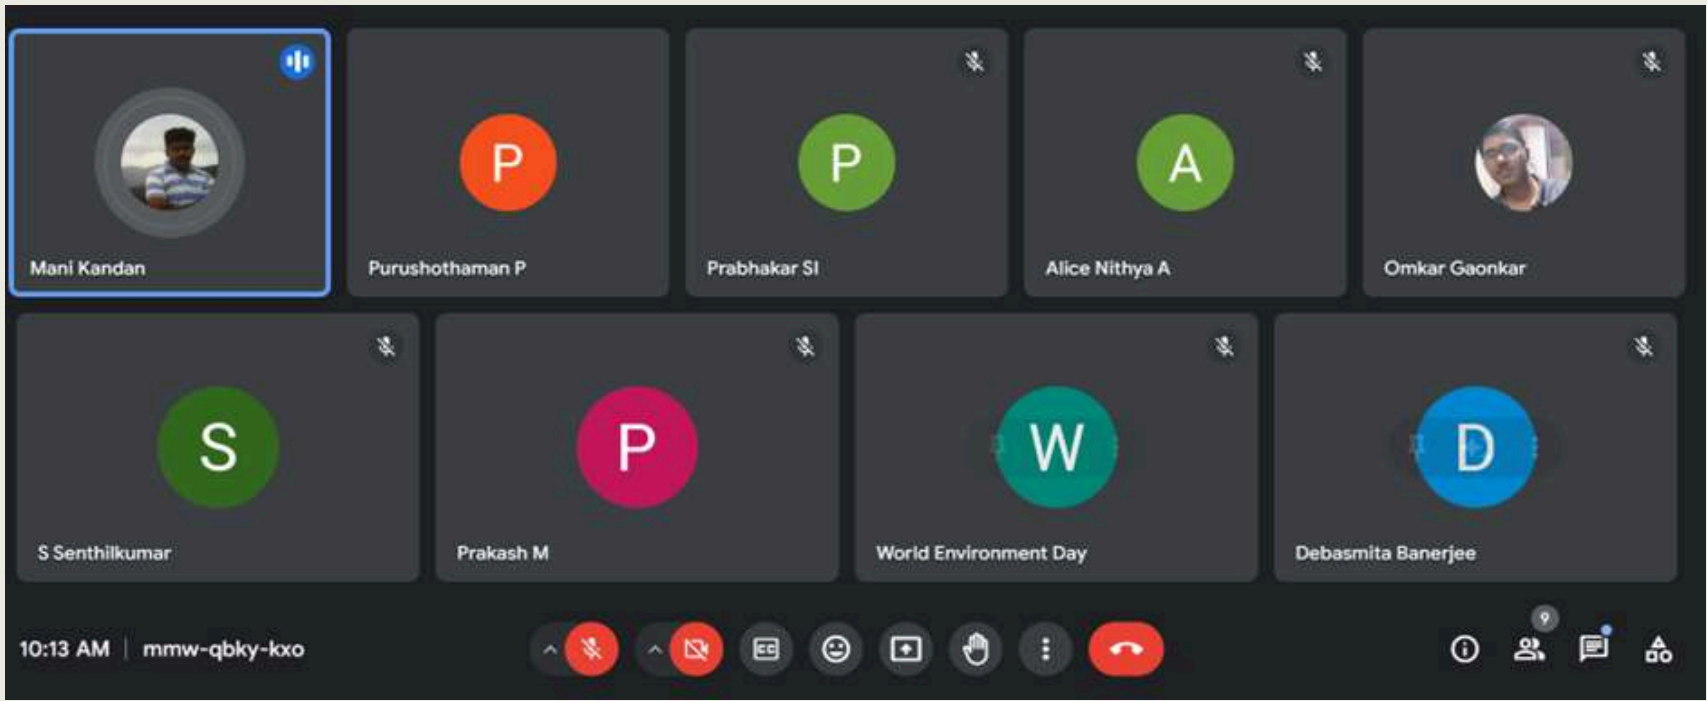 P
P
A
Mani Kandan
Purushothaman P
Prabhakar SI
Alice Nithya A
Omkar Gaonkar
S
P
W
D
S Senthilkumar
Prakash M
World Environment Day
Debasmita Banerjee
9
10:13 AM | mmw-qbky-kxo
CC